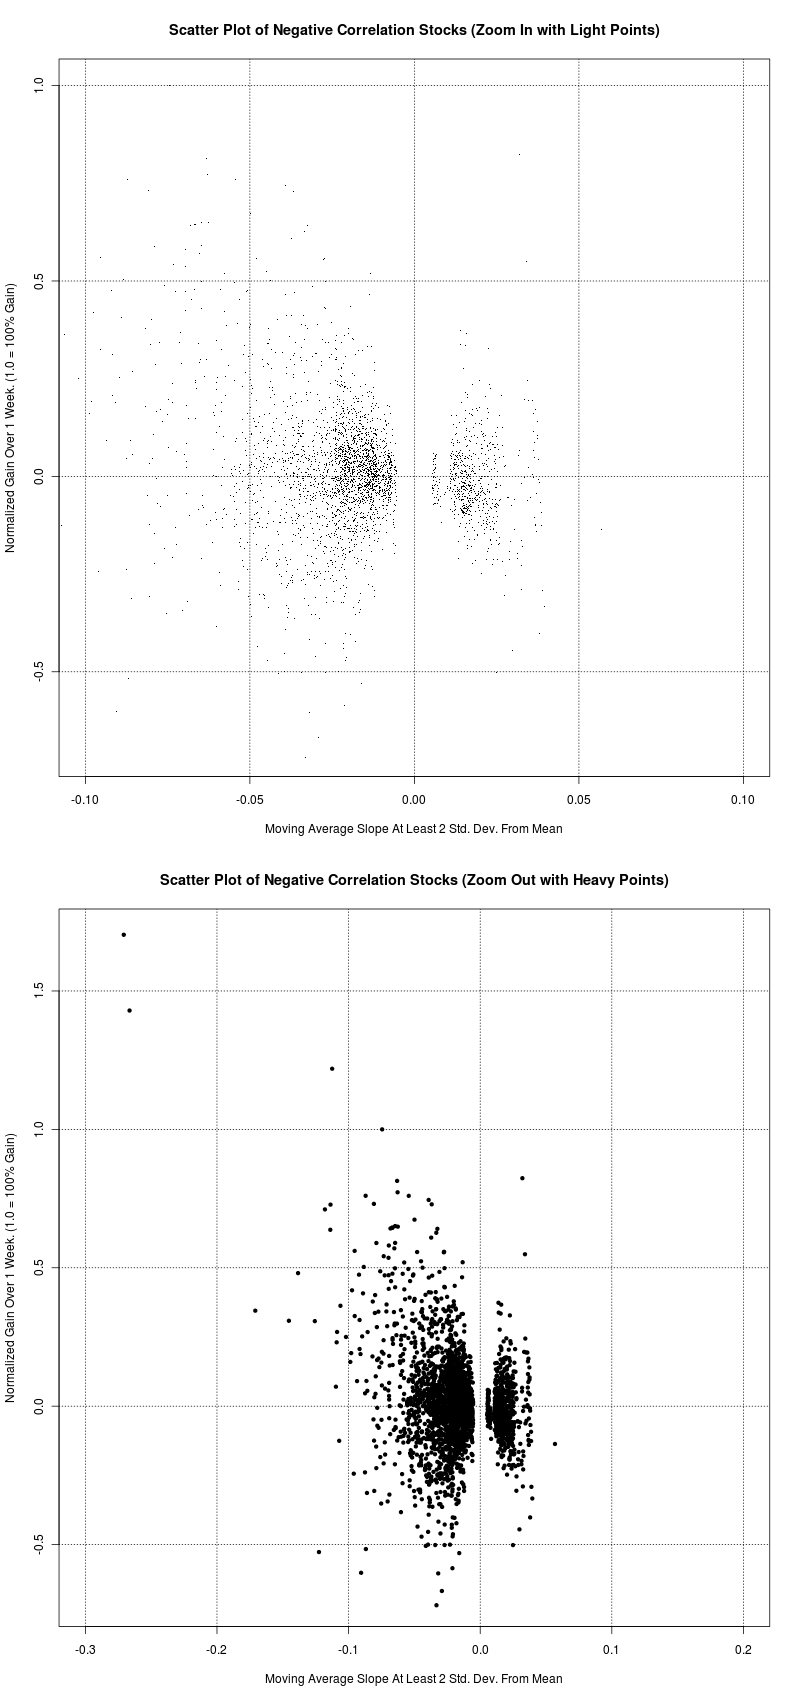 Scatter Plot of Negative Correlation Stocks (Zoom In with Light Points)
Normalized Gain Over 1 Week. (1.0 = 100% Gain)
1.0
0.5
0.0
-0.5
-0.10 -0.05 0.00 0.05 0.10
Moving Average Slope At Least 2 Std. Dev. From Mean
Scatter Plot of Negative Correlation Stocks (Zoom Out with Heavy Points)
Normalized Gain Over 1 Week. (1.0 = 100% Gain)
1.5
1.0
0.5
0.0
-0.5
-0.3 -0.2 -0.1 0.0 0.1 0.2
Moving Average Slope At Least 2 Std. Dev. From Mean